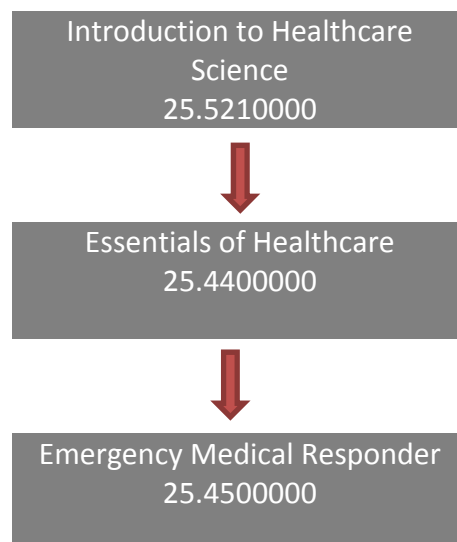 Introduction to Healthcare
Science
25.5210000
Essentials of Healthcare
25.4400000
Emergency Medical Responder
25.4500000